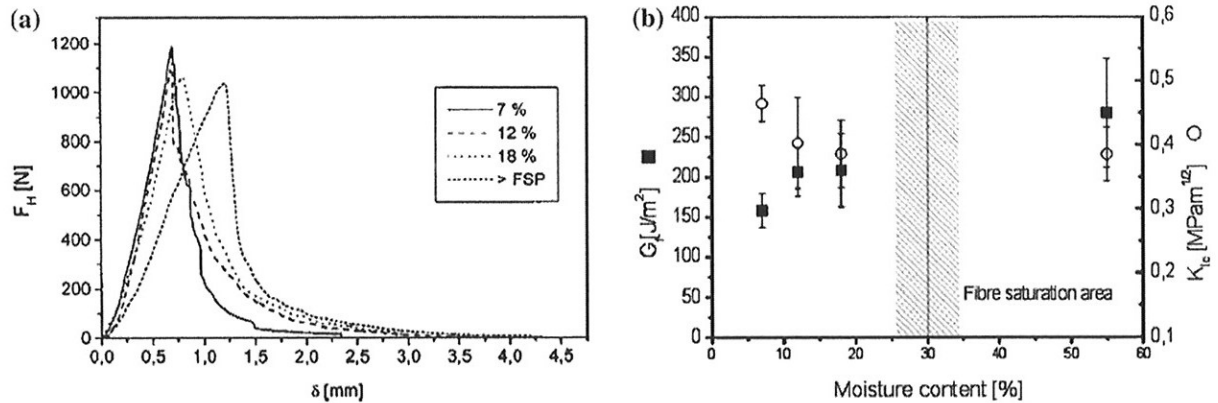 (a)
F_H [N]
1200
1000
800
600
400
200
0
7 %
12 %
18 %
> FSP
0,0 0,5 1,0 1,5 2,0 2,5 3,0 3,5 4,0 4,5
δ [mm]
(b)
G_f [J/m²]
400
350
300
250
200
150
100
50
0
Fibre saturation area
0 10 20 30 40 50 60
Moisture content [%]
0,6
0,5
0,4
0,3
0,2
0,1
K_Ic [MPam^1/2]